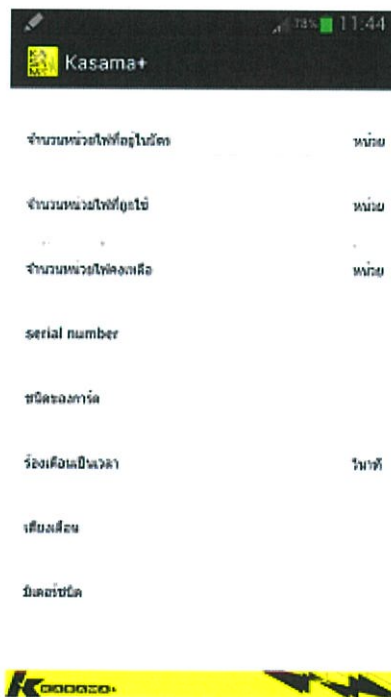 78% 11:44
Kasama+
จำนวนหน่วยไฟที่อยู่ในบัตร หน่วย
จำนวนหน่วยไฟที่ถูกใช้ หน่วย
จำนวนหน่วยไฟคงเหลือ หน่วย
serial number
ชนิดของการ์ด
ร้องเตือนเป็นเวลา วินาที
เสียงเตือน
มิเตอร์ชนิด